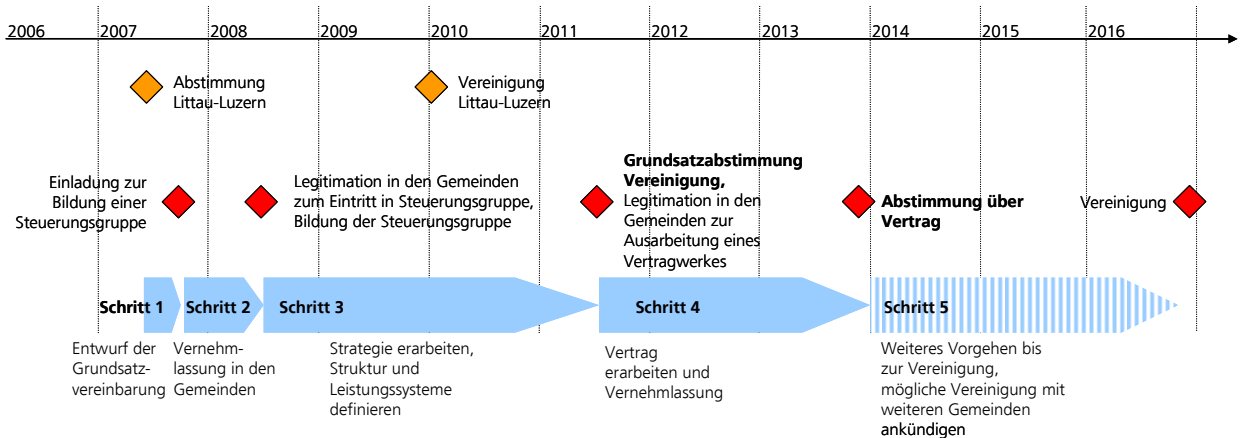 2006 2007 2008 2009 2010 2011 2012 2013 2014 2015 2016
Abstimmung
Littau-Luzern
Vereinigung
Littau-Luzern
Einladung zur
Bildung einer
Steuerungsgruppe
Legitimation in den Gemeinden
zum Eintritt in Steuerungsgruppe,
Bildung der Steuerungsgruppe
Grundsatzabstimmung
Vereinigung,
Legitimation in den
Gemeinden zur
Ausarbeitung eines
Vertragwerkes
Abstimmung über
Vertrag
Vereinigung
Schritt 1
Schritt 2
Schritt 3
Schritt 4
Schritt 5
Entwurf der
Grundsatz-
vereinbarung
Vernehm-
lassung in den
Gemeinden
Strategie erarbeiten,
Struktur und
Leistungssysteme
definieren
Vertrag
erarbeiten und
Vernehmlassung
Weiteres Vorgehen bis
zur Vereinigung,
mögliche Vereinigung mit
weiteren Gemeinden
ankündigen